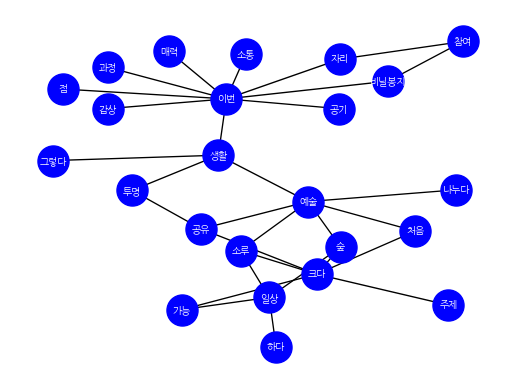 참여
매력
소통
자리
과정
비닐봉지
점
이번
감상
공기
생활
그렇다
투명
나누다
예술
공유
처음
소루
술
크다
일상
가능
주제
하다